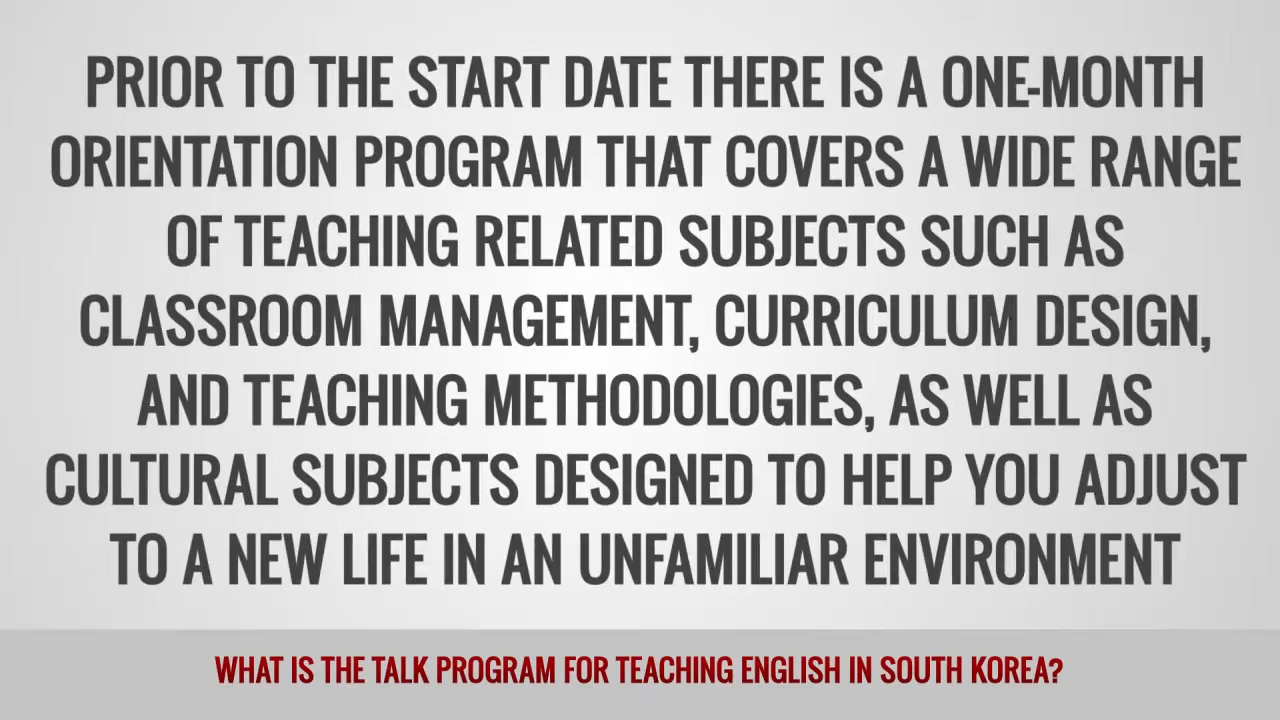 PRIOR TO THE START DATE THERE IS A ONE-MONTH
ORIENTATION PROGRAM THAT COVERS A WIDE RANGE
OF TEACHING RELATED SUBJECTS SUCH AS
CLASSROOM MANAGEMENT, CURRICULUM DESIGN,
AND TEACHING METHODOLOGIES, AS WELL AS
CULTURAL SUBJECTS DESIGNED TO HELP YOU ADJUST
TO A NEW LIFE IN AN UNFAMILIAR ENVIRONMENT
WHAT IS THE TALK PROGRAM FOR TEACHING ENGLISH IN SOUTH KOREA?